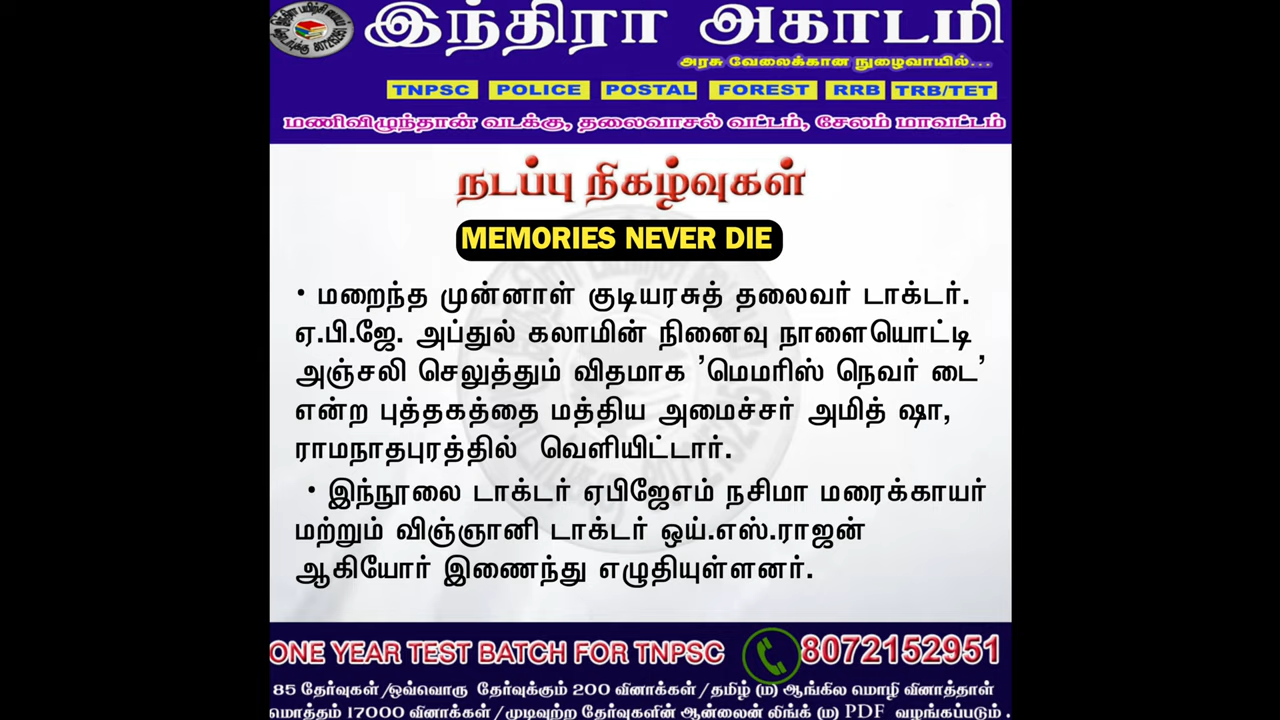 இந்திரா அகாடமி
அரசு வேலைக்கான நுழைவாயில்...
TNPSC POLICE POSTAL FOREST RRB TRB/TET
மணிவிழுந்தான் வடக்கு, தலைவாசல் வட்டம், சேலம் மாவட்டம்
நடப்பு நிகழ்வுகள்
MEMORIES NEVER DIE
• மறைந்த முன்னாள் குடியரசுத் தலைவர் டாக்டர்.
ஏ.பி.ஜே. அப்துல் கலாமின் நினைவு நாளையொட்டி
அஞ்சலி செலுத்தும் விதமாக 'மெமரிஸ் நெவர் டை'
என்ற புத்தகத்தை மத்திய அமைச்சர் அமித் ஷா,
ராமநாதபுரத்தில் வெளியிட்டார்.
• இந்நூலை டாக்டர் ஏபிஜேஎம் நசிமா மரைக்காயர்
மற்றும் விஞ்ஞானி டாக்டர் ஒய்.எஸ்.ராஜன்
ஆகியோர் இணைந்து எழுதியுள்ளனர்.
ONE YEAR TEST BATCH FOR TNPSC 8072152951
85 தேர்வுகள் /ஒவ்வொரு தேர்வுக்கும் 200 வினாக்கள் / தமிழ் (ம) ஆங்கில மொழி வினாத்தாள்
மொத்தம் 17000 வினாக்கள் / முடிவுற்ற தேர்வுகளின் ஆன்லைன் லிங்க் (ம) PDF வழங்கப்படும் .